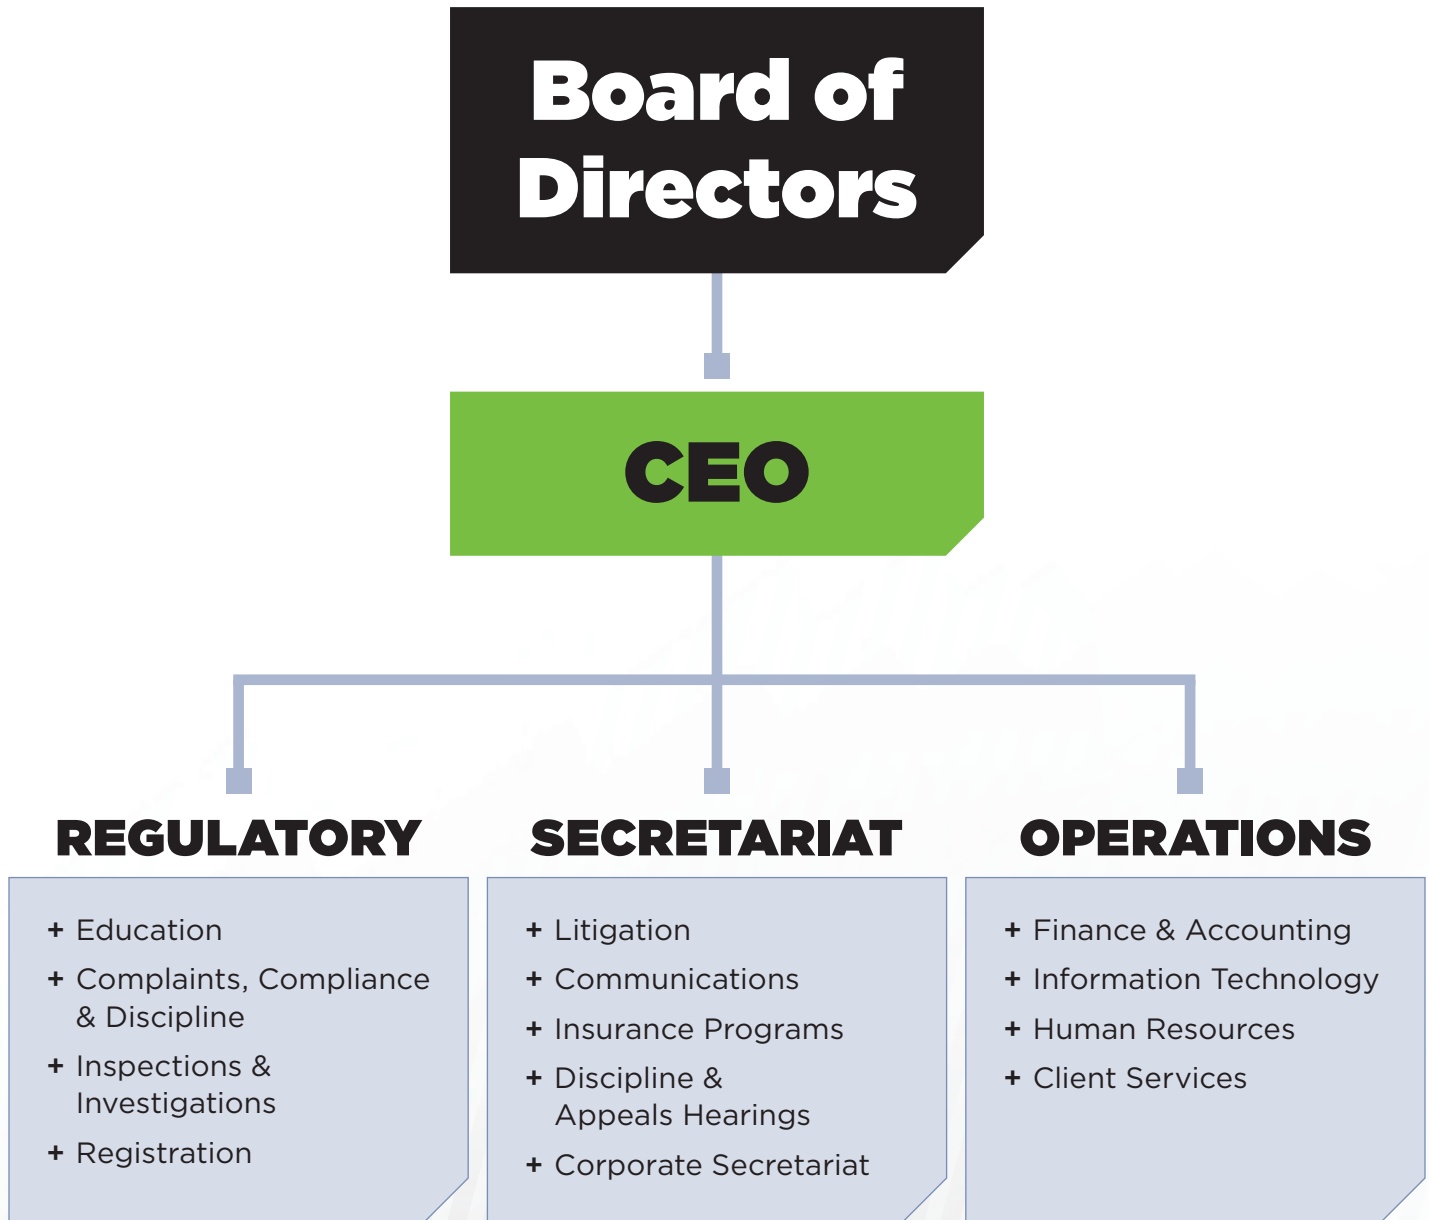 Board of
Directors
CEO
REGULATORY
+ Education
+ Complaints, Compliance
& Discipline
+ Inspections &
Investigations
+ Registration
SECRETARIAT
+ Litigation
+ Communications
+ Insurance Programs
+ Discipline &
Appeals Hearings
+ Corporate Secretariat
OPERATIONS
+ Finance & Accounting
+ Information Technology
+ Human Resources
+ Client Services